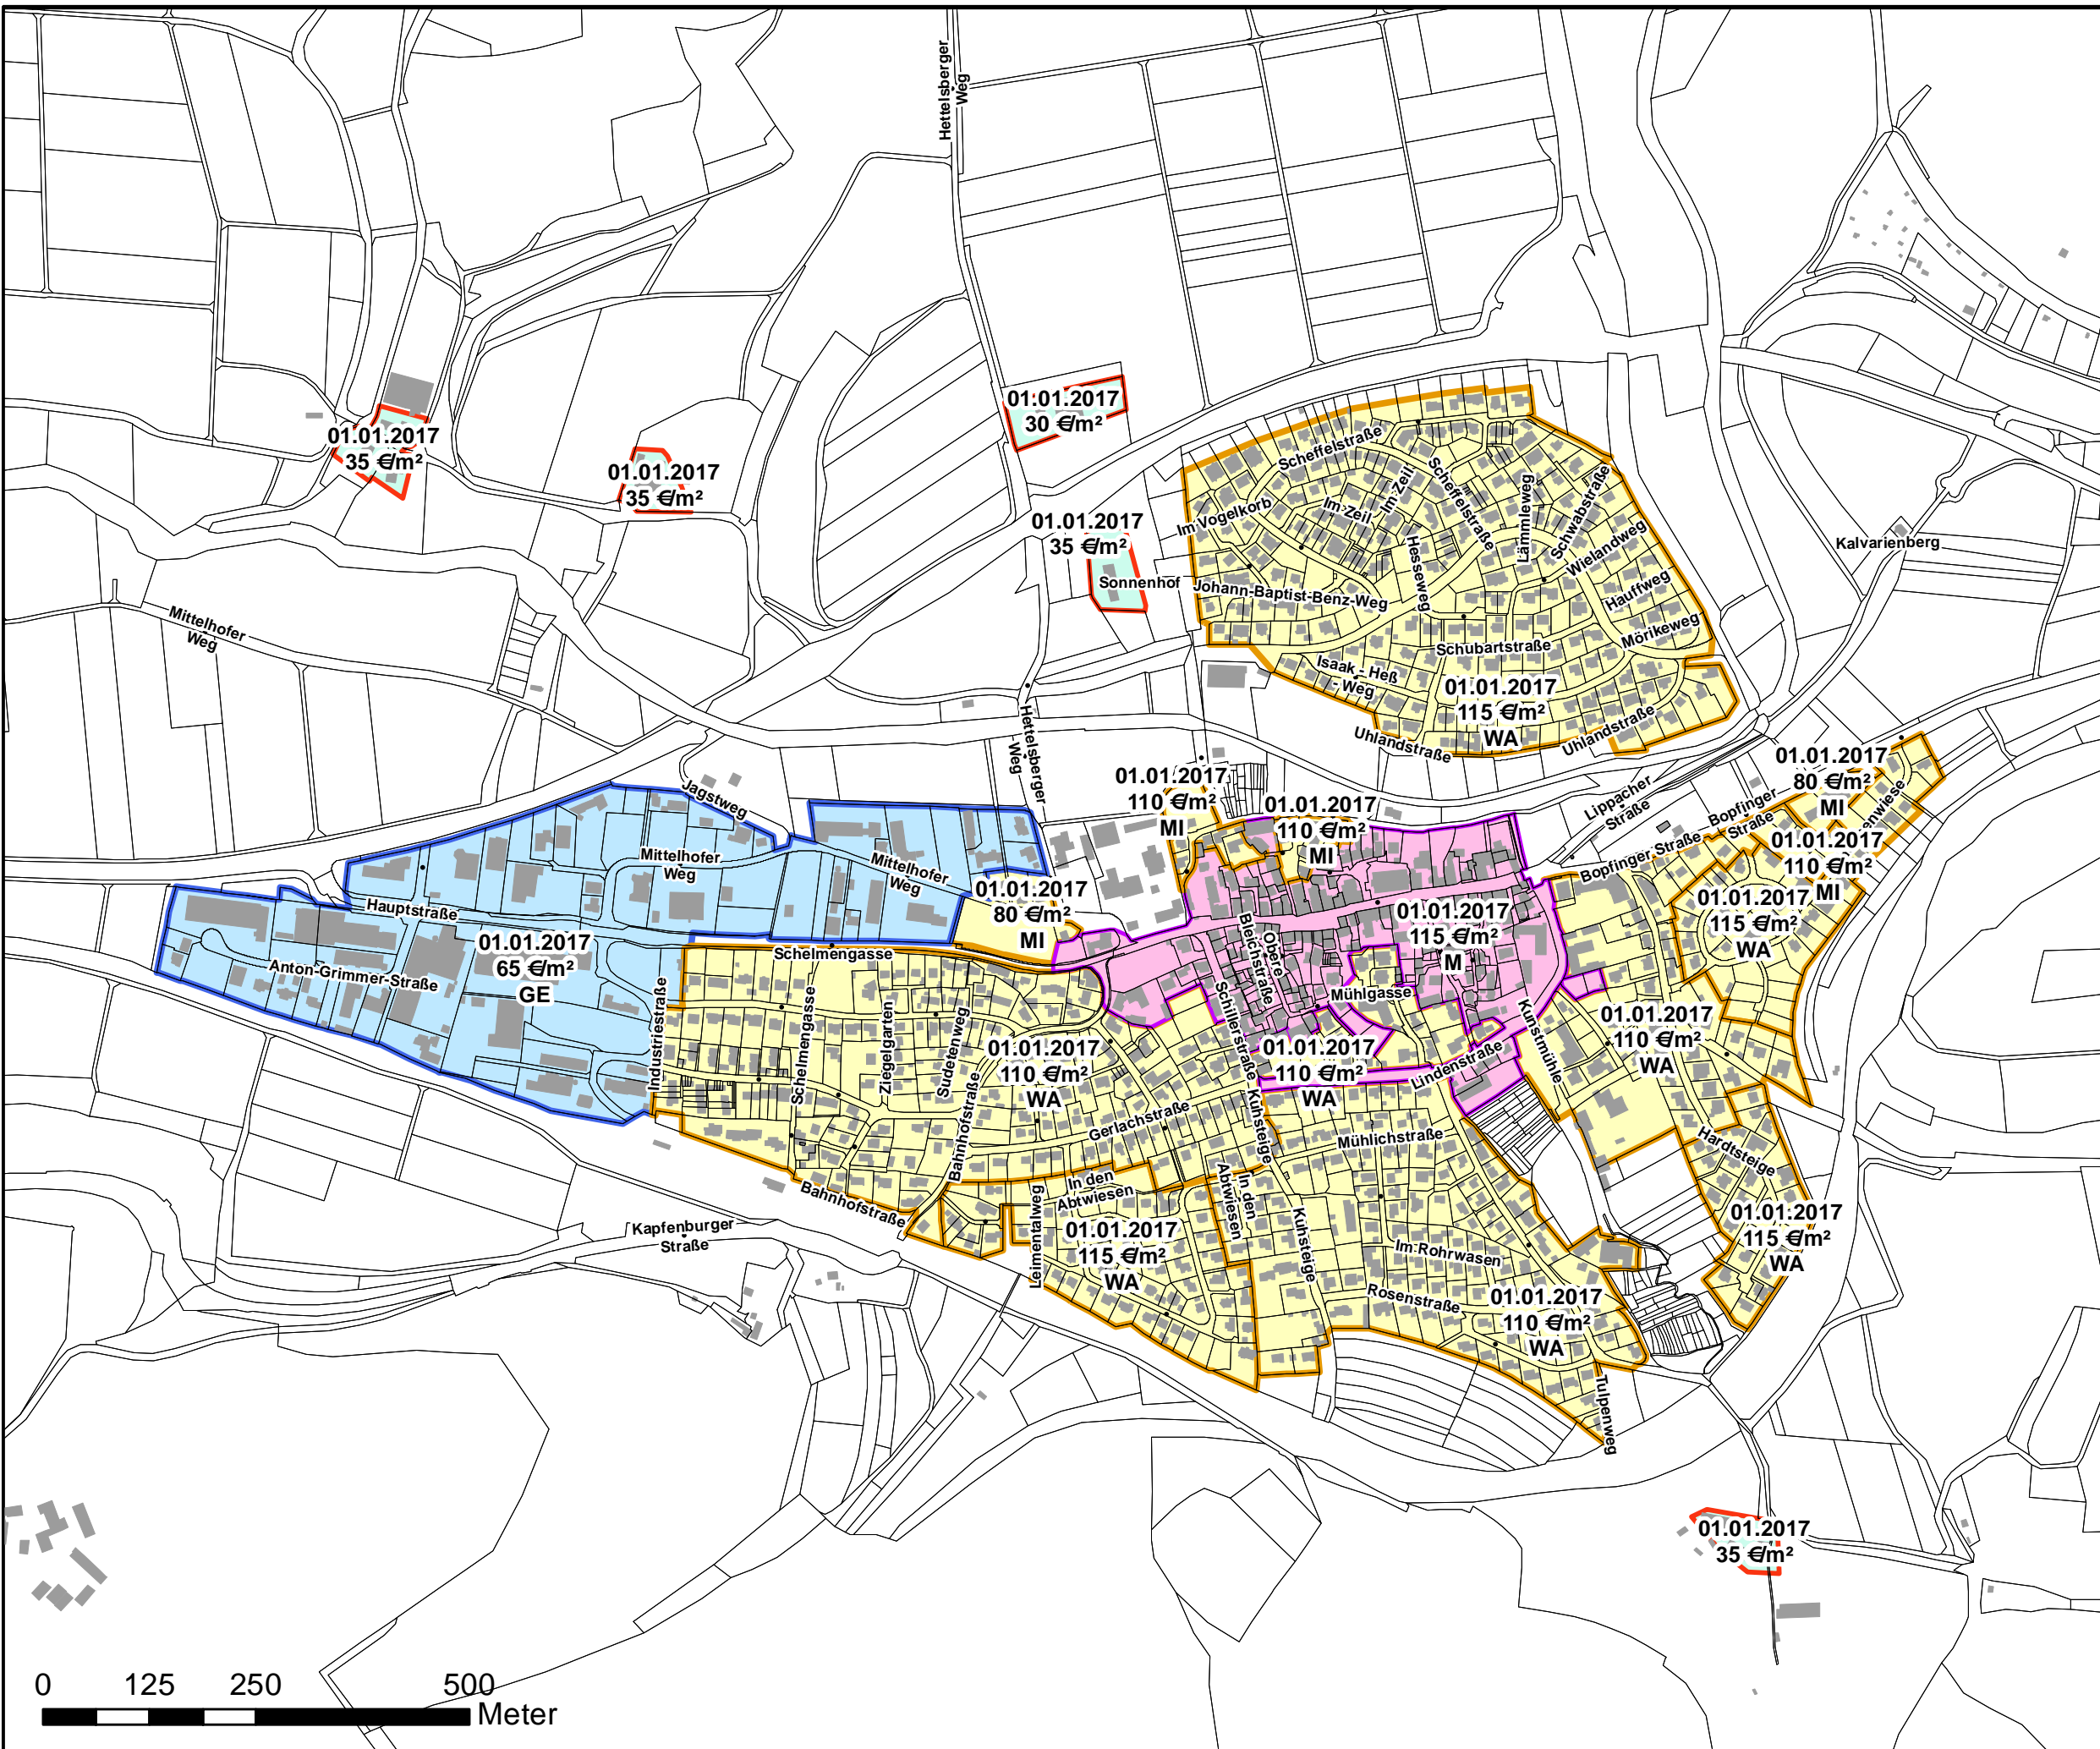 Hettelsberger
Weg
01.01.2017
30 €/m²
01.01.2017
35 €/m²
01.01.2017
35 €/m²
01.01.2017
35 €/m²
Sonnenhof
Scheffelstraße
Im Vogelkorb
Im Zeil
Im Zeil
Scheffelstraße
Lämmleweg
Schwabstraße
Wielandweg
Hesseweg
Johann-Baptist-Benz-Weg
Hauffweg
Mörikeweg
Schubartstraße
Isaak - Heß
- Weg
01.01.2017
115 €/m²
WA
Uhlandstraße
Uhlandstraße
Kalvarienberg
Mittelhofer
Weg
Hettelsberger
Weg
Jagstweg
01.01.2017
110 €/m²
MI
01.01.2017
110 €/m²
MI
Lippacher
Straße
Bopfinger
Straße
01.01.2017
80 €/m²
MI
enwiese
Bopfinger Straße
01.01.2017
110 €/m²
MI
01.01.2017
115 €/m²
WA
Mittelhofer
Weg
Mittelhofer
Weg
01.01.2017
80 €/m²
MI
Hauptstraße
01.01.2017
65 €/m²
GE
Anton-Grimmer-Straße
Schelmengasse
Industriestraße
Schelmengasse
Ziegelgarten
Sudetenweg
Bahnhofstraße
01.01.2017
110 €/m²
WA
Obere
Bleichstraße
Schillerstraße
01.01.2017
115 €/m²
M
Mühlgasse
01.01.2017
110 €/m²
WA
Lindenstraße
Kunstmühle
01.01.2017
110 €/m²
WA
Gerlachstraße
Kuhsteige
Mühlichstraße
Hardtsteige
In den
Abtwiesen
In den
Abtwiesen
Leimentalweg
Bahnhofstraße
Kapfenburger
Straße
01.01.2017
115 €/m²
WA
Kuhsteige
Im Rohrwasen
Rosenstraße
01.01.2017
110 €/m²
WA
01.01.2017
115 €/m²
WA
Tulpenweg
01.01.2017
35 €/m²
0 125 250 500
Meter